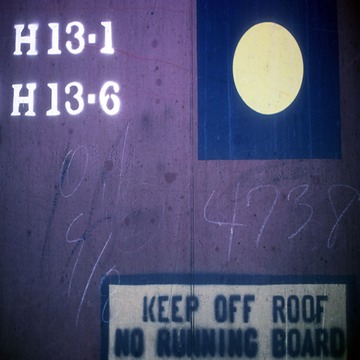 H 13·1
H 13·6
4738
KEEP OFF ROOF
NO RUNNING BOARD